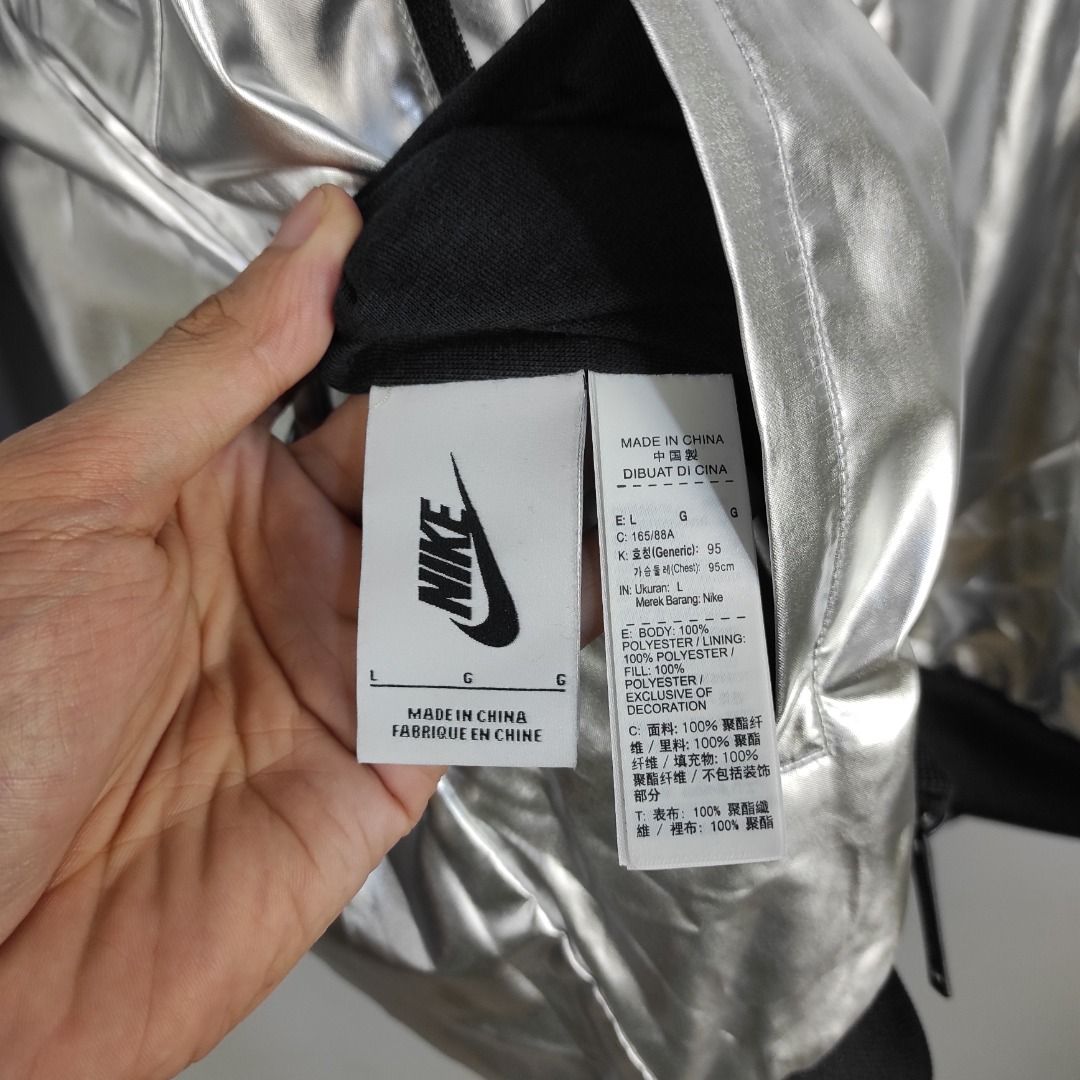 NIKE
L G G
MADE IN CHINA
FABRIQUE EN CHINE
MADE IN CHINA
中国製
DIBUAT DI CINA
E: L G G
C: 165/88A
K: 호칭(Generic): 95
가슴둘레(Chest): 95cm
IN: Ukuran: L
Merek Barang: Nike
E: BODY: 100%
POLYESTER / LINING:
100% POLYESTER /
FILL: 100%
POLYESTER /
EXCLUSIVE OF
DECORATION
C: 面料: 100% 聚酯纤
维 / 里料: 100% 聚酯
纤维 / 填充物: 100%
聚酯纤维 / 不包括装饰
部分
T: 表布: 100% 聚酯纖
維 / 裡布: 100% 聚酯